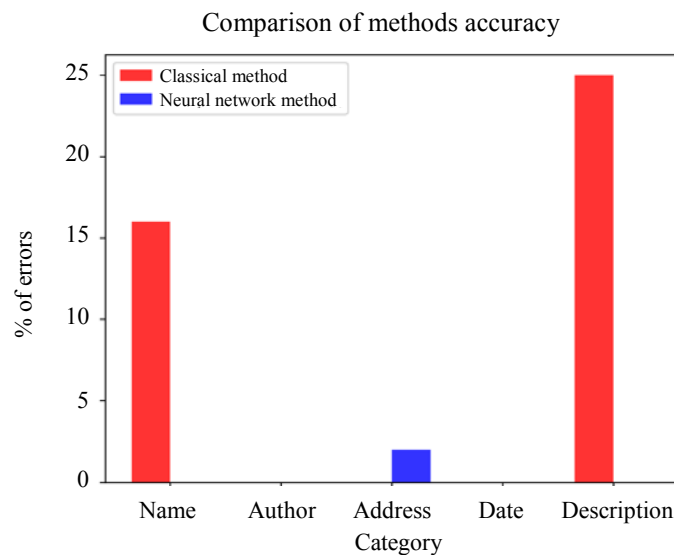 Comparison of methods accuracy
Classical method
Neural network method
25
20
15
10
5
0
% of errors
Name Author Address Date Description
Category